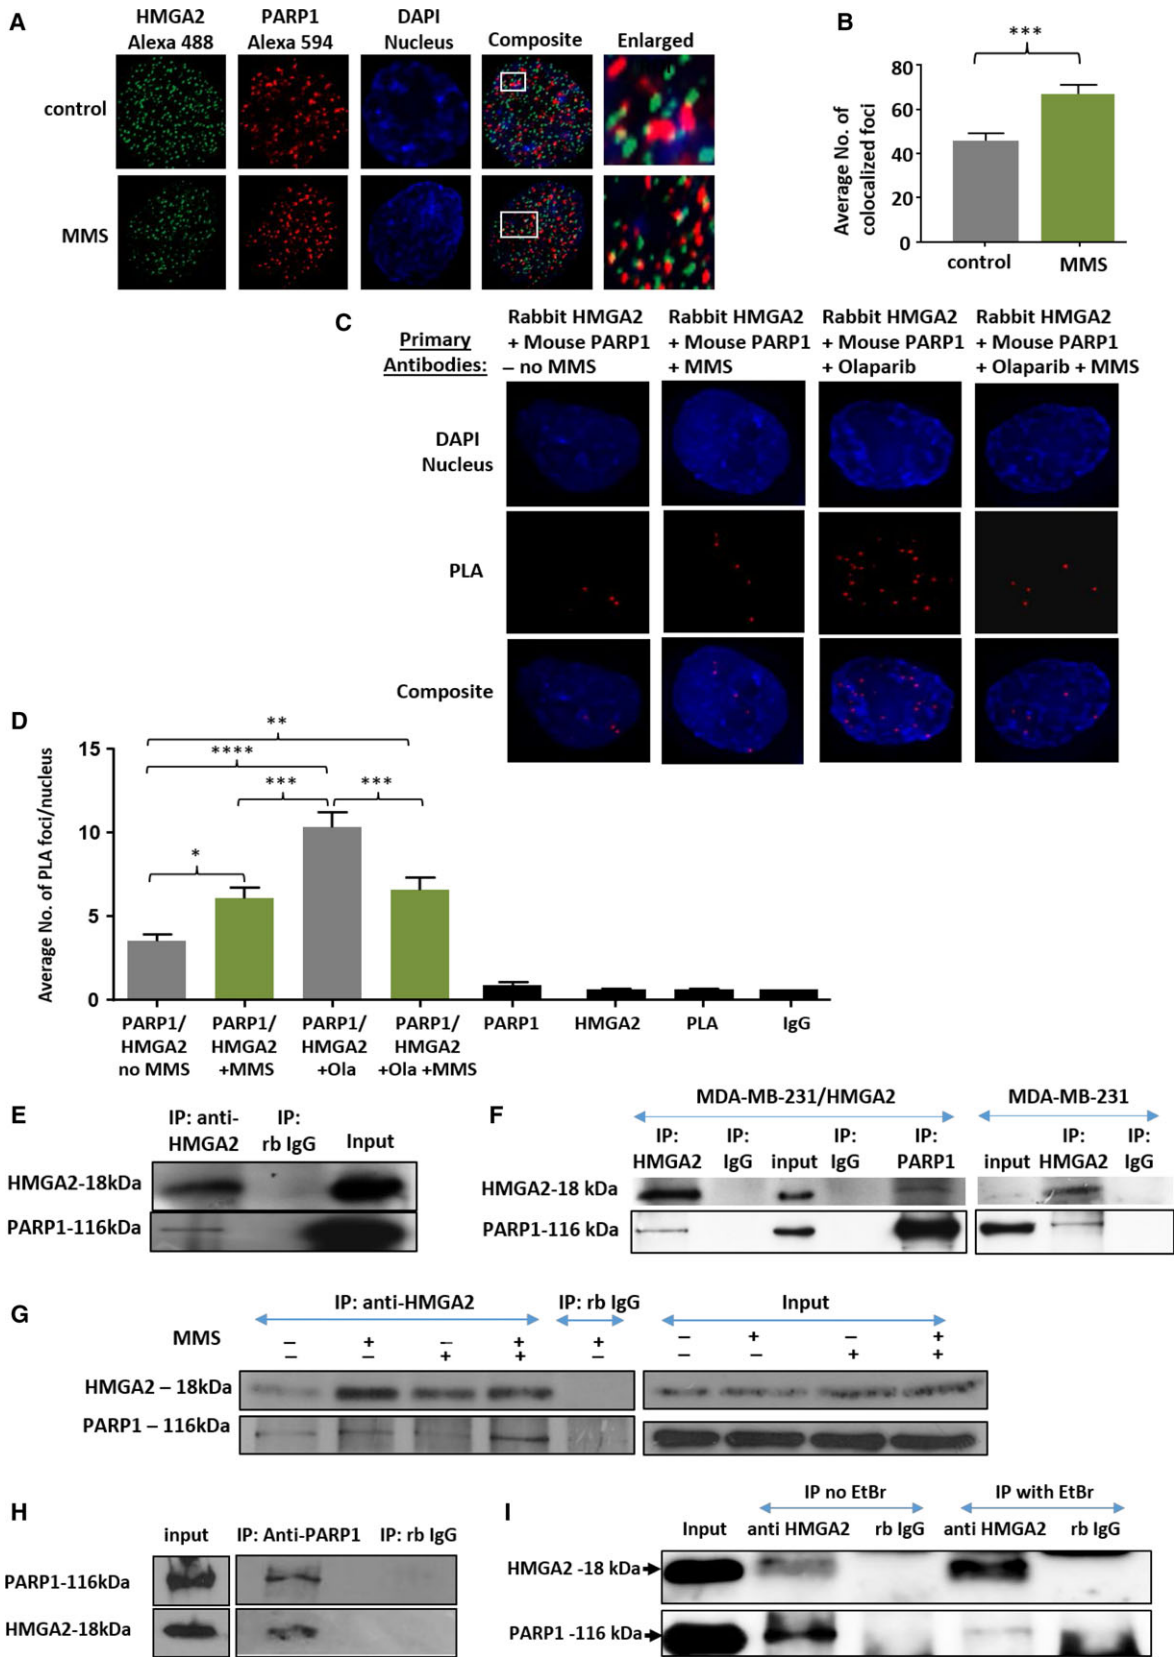 A
HMGA2
Alexa 488
PARP1
Alexa 594
DAPI
Nucleus
Composite
Enlarged
control
MMS
B
***
Average No. of
colocalized foci
80
60
40
20
0
control
MMS
C
Primary
Antibodies:
Rabbit HMGA2
+ Mouse PARP1
– no MMS
Rabbit HMGA2
+ Mouse PARP1
+ MMS
Rabbit HMGA2
+ Mouse PARP1
+ Olaparib
Rabbit HMGA2
+ Mouse PARP1
+ Olaparib + MMS
DAPI
Nucleus
PLA
Composite
D
Average No. of PLA foci/nucleus
15
10
5
0
**
****
***
***
*
PARP1/
HMGA2
no MMS
PARP1/
HMGA2
+MMS
PARP1/
HMGA2
+Ola
PARP1/
HMGA2
+Ola +MMS
PARP1
HMGA2
PLA
IgG
E
IP: anti-
HMGA2
IP:
rb IgG
Input
HMGA2-18kDa
PARP1-116kDa
F
MDA-MB-231/HMGA2
MDA-MB-231
IP:
HMGA2
IP:
IgG
input
IP:
IgG
IP:
PARP1
input
IP:
HMGA2
IP:
IgG
HMGA2-18 kDa
PARP1-116 kDa
G
IP: anti-HMGA2
IP: rb IgG
Input
MMS – + – + + – + – +
– – + + – – – + +
HMGA2 – 18kDa
PARP1 – 116kDa
H
input
IP: Anti-PARP1
IP: rb IgG
PARP1-116kDa
HMGA2-18kDa
I
IP no EtBr
IP with EtBr
Input
anti HMGA2
rb IgG
anti HMGA2
rb IgG
HMGA2 -18 kDa
PARP1 -116 kDa